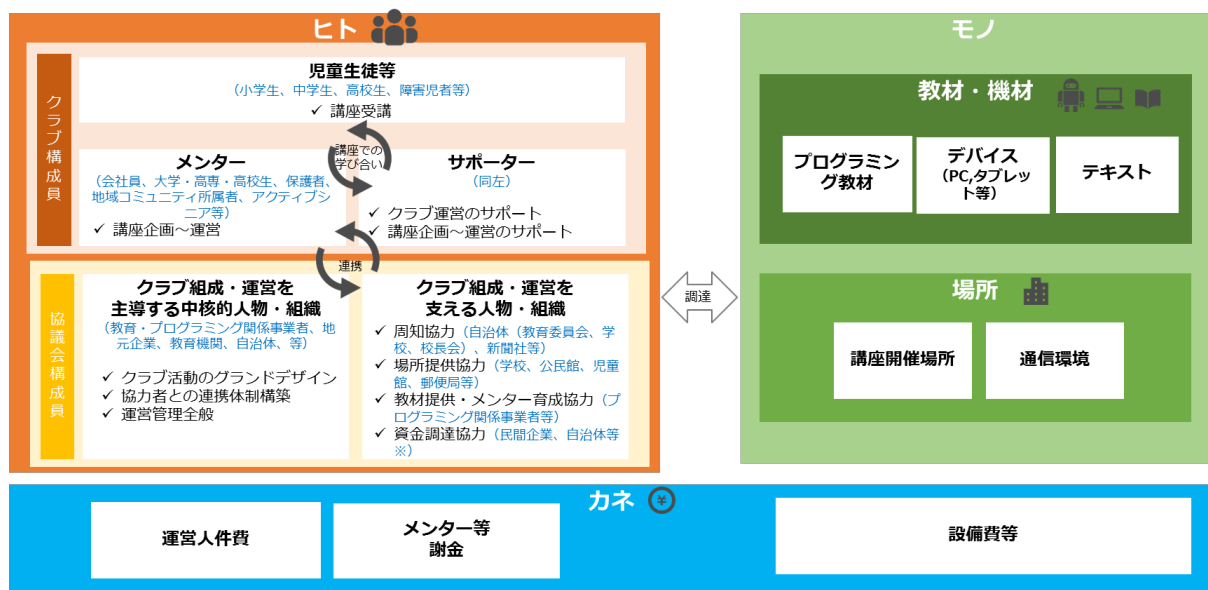 ヒト
クラブ構成員
児童生徒等
（小学生、中学生、高校生、障害児者等）
✓ 講座受講
講座での
学び合い
メンター
（会社員、大学・高専・高校生、保護者、
地域コミュニティ所属者、アクティブシ
ニア等）
✓ 講座企画～運営
サポーター
（同左）
✓ クラブ運営のサポート
✓ 講座企画～運営のサポート
連携
協議会構成員
クラブ組成・運営を
主導する中核的人物・組織
（教育・プログラミング関係事業者、地
元企業、教育機関、自治体、等）
✓ クラブ活動のグランドデザイン
✓ 協力者との連携体制構築
✓ 運営管理全般
クラブ組成・運営を
支える人物・組織
✓ 周知協力（自治体（教育委員会、学
校、校長会）、新聞社等）
✓ 場所提供協力（学校、公民館、児童
館、郵便局等）
✓ 教材提供・メンター育成協力（プ
ログラミング関係事業者等）
✓ 資金調達協力（民間企業、自治体等
※）
調達
モノ
教材・機材
プログラミン
グ教材
デバイス
（PC,タブレッ
ト等）
テキスト
場所
講座開催場所
通信環境
カネ ¥
運営人件費
メンター等
謝金
設備費等